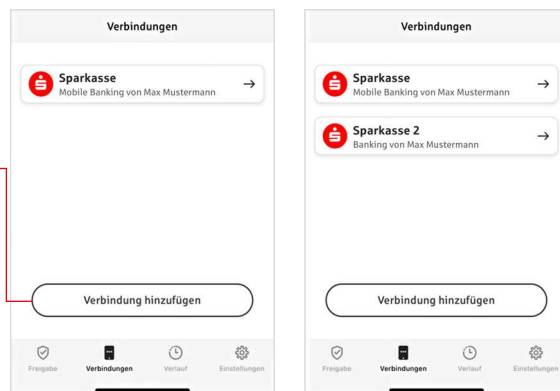 Verbindungen
Sparkasse
Mobile Banking von Max Mustermann
Verbindung hinzufügen
Freigabe
Verbindungen
Verlauf
Einstellungen
Verbindungen
Sparkasse
Mobile Banking von Max Mustermann
Sparkasse 2
Banking von Max Mustermann
Verbindung hinzufügen
Freigabe
Verbindungen
Verlauf
Einstellungen